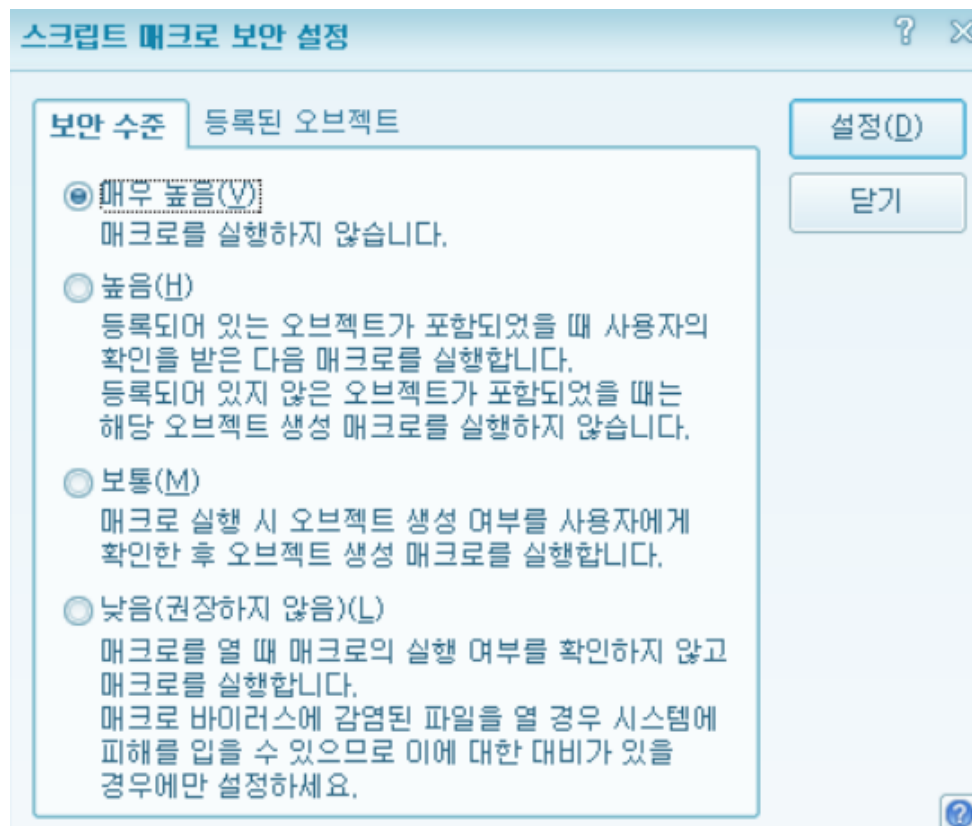 스크립트 매크로 보안 설정
보안 수준
등록된 오브젝트
설정(D)
닫기
매우 높음(V)
매크로를 실행하지 않습니다.
높음(H)
등록되어 있는 오브젝트가 포함되었을 때 사용자의
확인을 받은 다음 매크로를 실행합니다.
등록되어 있지 않은 오브젝트가 포함되었을 때는
해당 오브젝트 생성 매크로를 실행하지 않습니다.
보통(M)
매크로 실행 시 오브젝트 생성 여부를 사용자에게
확인한 후 오브젝트 생성 매크로를 실행합니다.
낮음(권장하지 않음)(L)
매크로를 열 때 매크로의 실행 여부를 확인하지 않고
매크로를 실행합니다.
매크로 바이러스에 감염된 파일을 열 경우 시스템에
피해를 입을 수 있으므로 이에 대한 대비가 있을
경우에만 설정하세요.